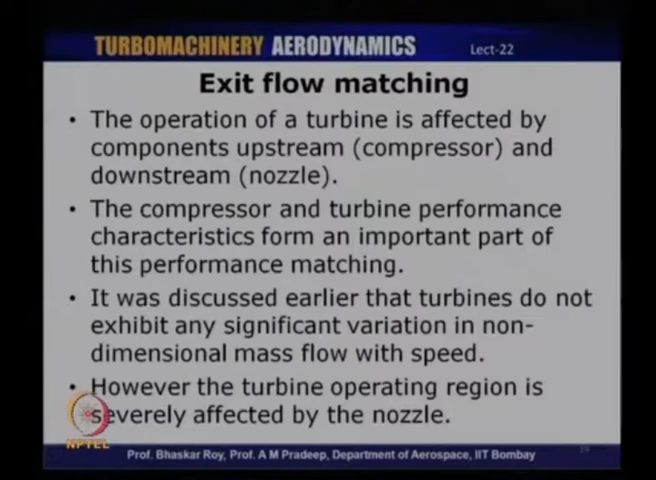 TURBOMACHINERY AERODYNAMICS
Lect-22
Exit flow matching
• The operation of a turbine is affected by
components upstream (compressor) and
downstream (nozzle).
• The compressor and turbine performance
characteristics form an important part of
this performance matching.
• It was discussed earlier that turbines do not
exhibit any significant variation in non-
dimensional mass flow with speed.
• However the turbine operating region is
severely affected by the nozzle.
NPTEL
Prof. Bhaskar Roy, Prof. A M Pradeep, Department of Aerospace, IIT Bombay